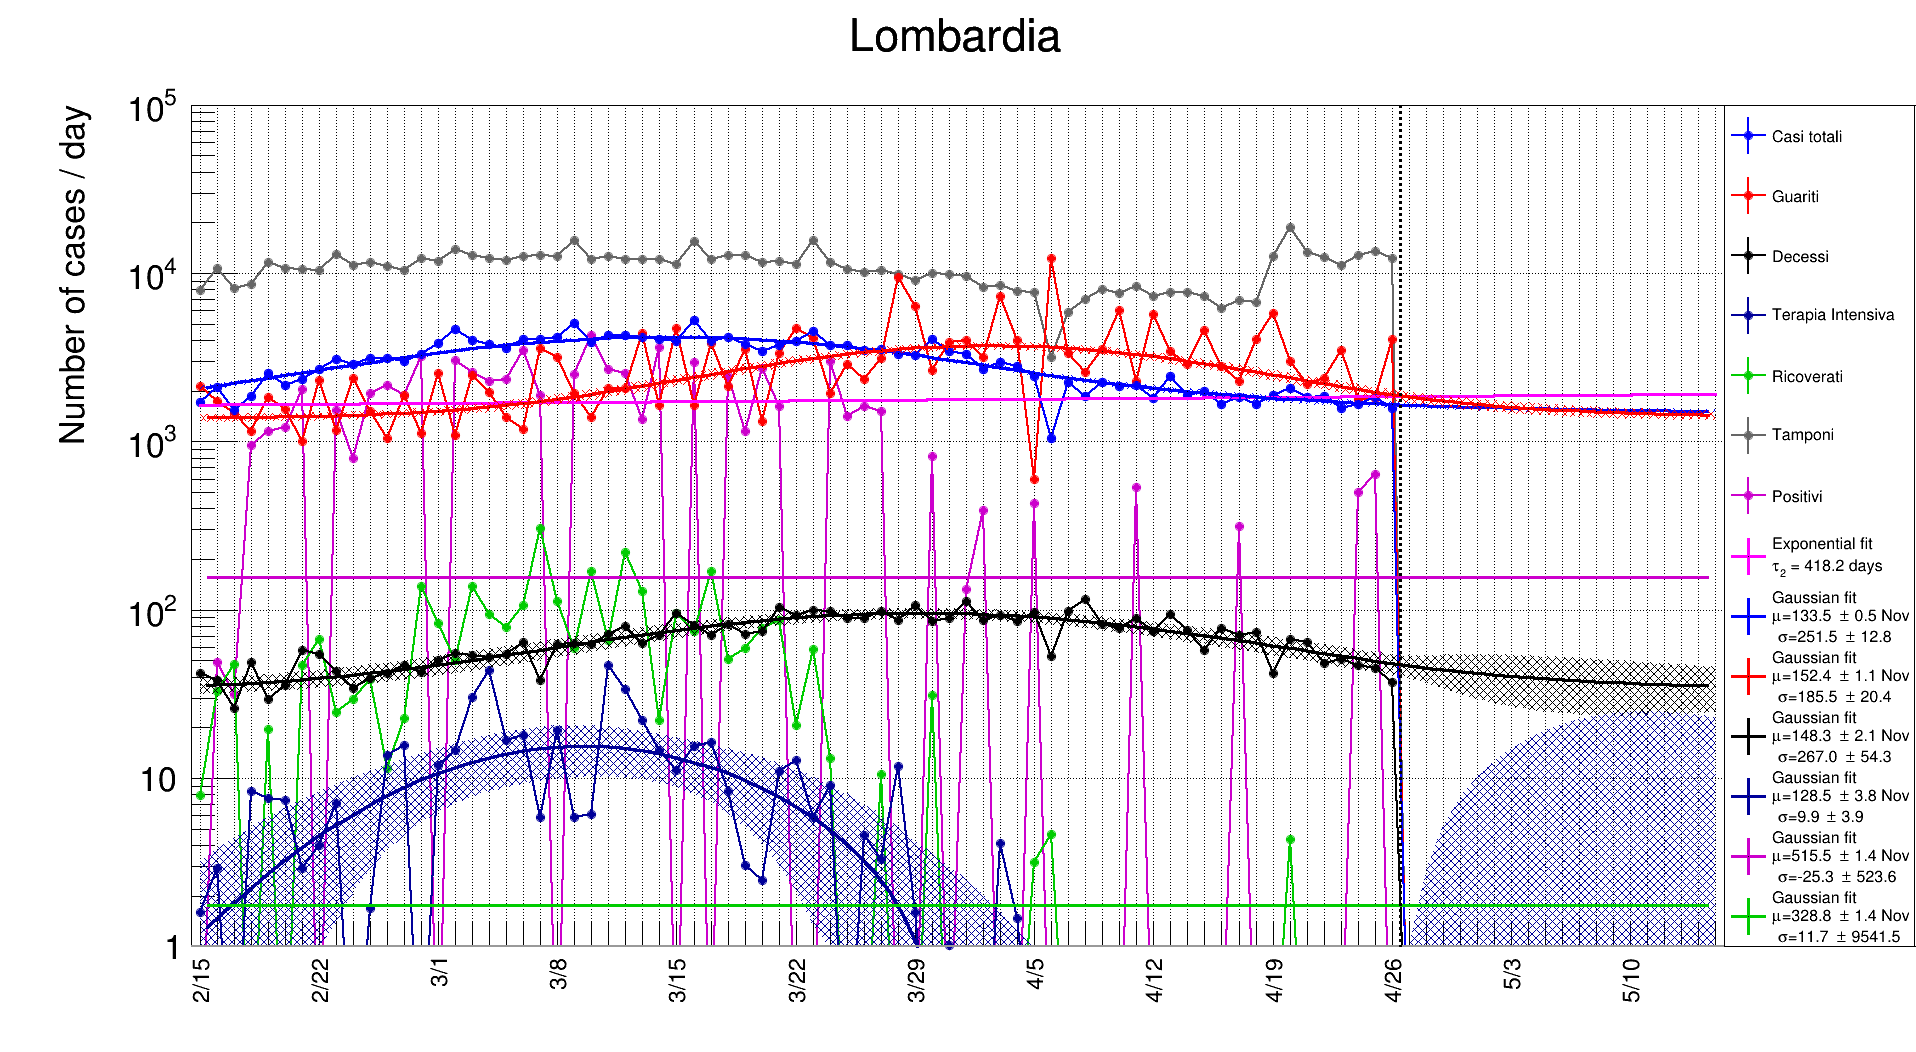 Lombardia
Number of cases / day
10^5
10^4
10^3
10^2
10
1
2/15
2/22
3/1
3/8
3/15
3/22
3/29
4/5
4/12
4/19
4/26
5/3
5/10
Casi totali
Guariti
Decessi
Terapia Intensiva
Ricoverati
Tamponi
Positivi
Exponential fit
τ₂ = 418.2 days
Gaussian fit
μ=133.5 ± 0.5 Nov
σ=251.5 ± 12.8
Gaussian fit
μ=152.4 ± 1.1 Nov
σ=185.5 ± 20.4
Gaussian fit
μ=148.3 ± 2.1 Nov
σ=267.0 ± 54.3
Gaussian fit
μ=128.5 ± 3.8 Nov
σ=9.9 ± 3.9
Gaussian fit
μ=515.5 ± 1.4 Nov
σ=-25.3 ± 523.6
Gaussian fit
μ=328.8 ± 1.4 Nov
σ=11.7 ± 9541.5